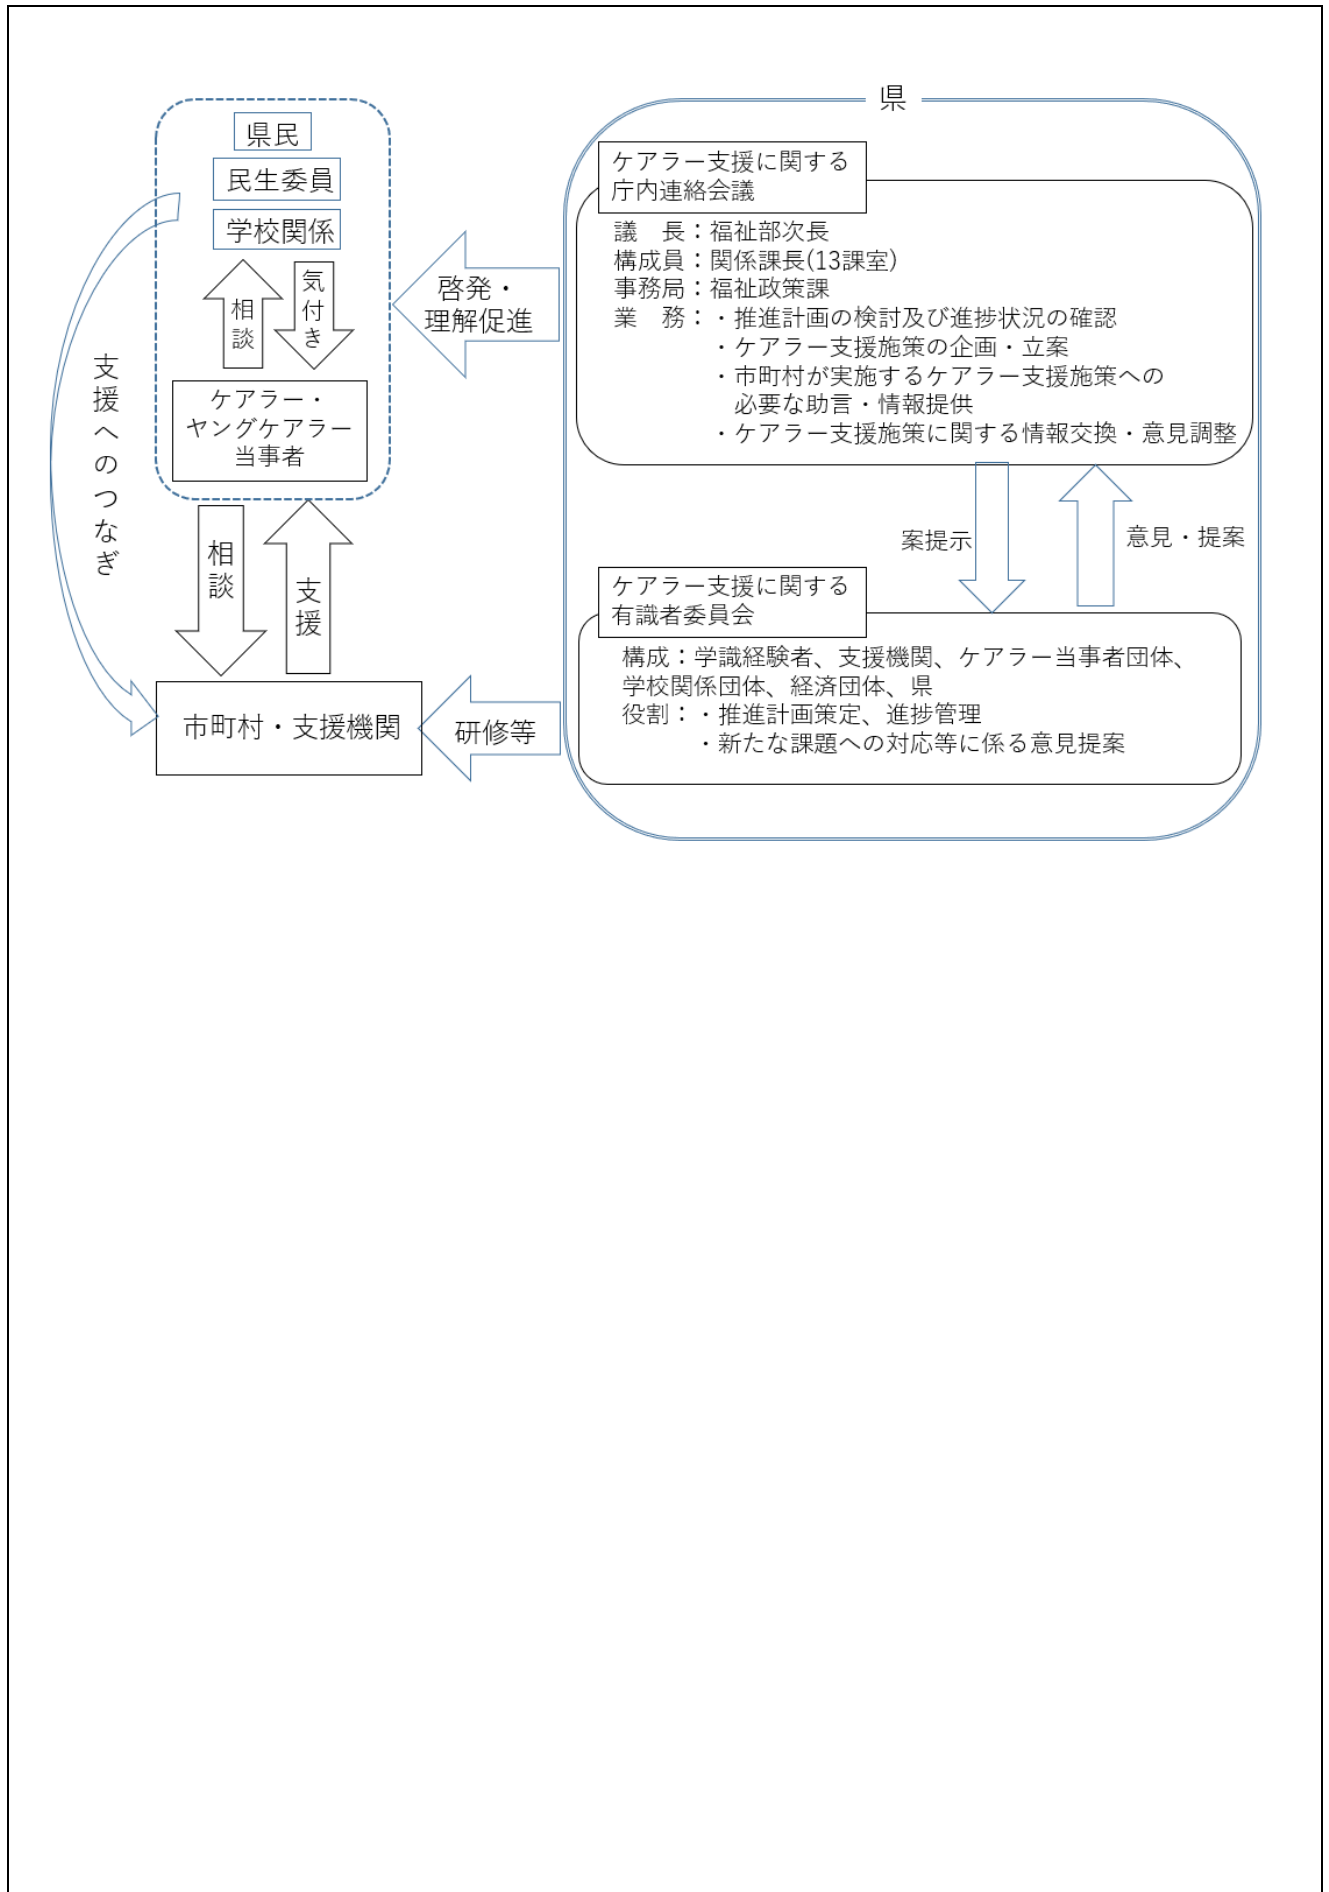 県
県民
民生委員
学校関係
相談
気付き
ケアラー・
ヤングケアラー
当事者
支援へのつなぎ
相談
支援
市町村・支援機関
啓発・
理解促進
研修等
ケアラー支援に関する
庁内連絡会議
議　長：福祉部次長
構成員：関係課長(13課室)
事務局：福祉政策課
業　務：・推進計画の検討及び進捗状況の確認
・ケアラー支援施策の企画・立案
・市町村が実施するケアラー支援施策への
必要な助言・情報提供
・ケアラー支援施策に関する情報交換・意見調整
案提示
意見・提案
ケアラー支援に関する
有識者委員会
構成：学識経験者、支援機関、ケアラー当事者団体、
学校関係団体、経済団体、県
役割：・推進計画策定、進捗管理
・新たな課題への対応等に係る意見提案